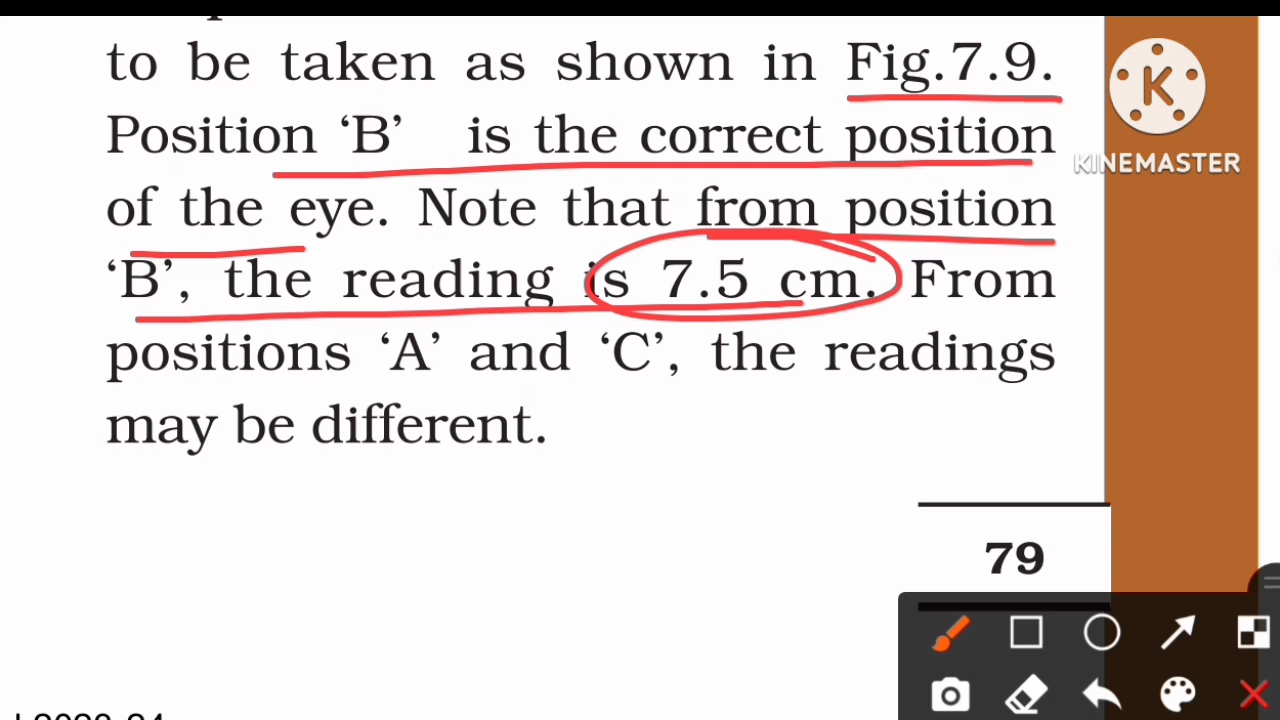 to be taken as shown in Fig.7.9.
Position ‘B’ is the correct position
of the eye. Note that from position
‘B’, the reading is 7.5 cm. From
positions ‘A’ and ‘C’, the readings
may be different.
79
K
KINEMASTER